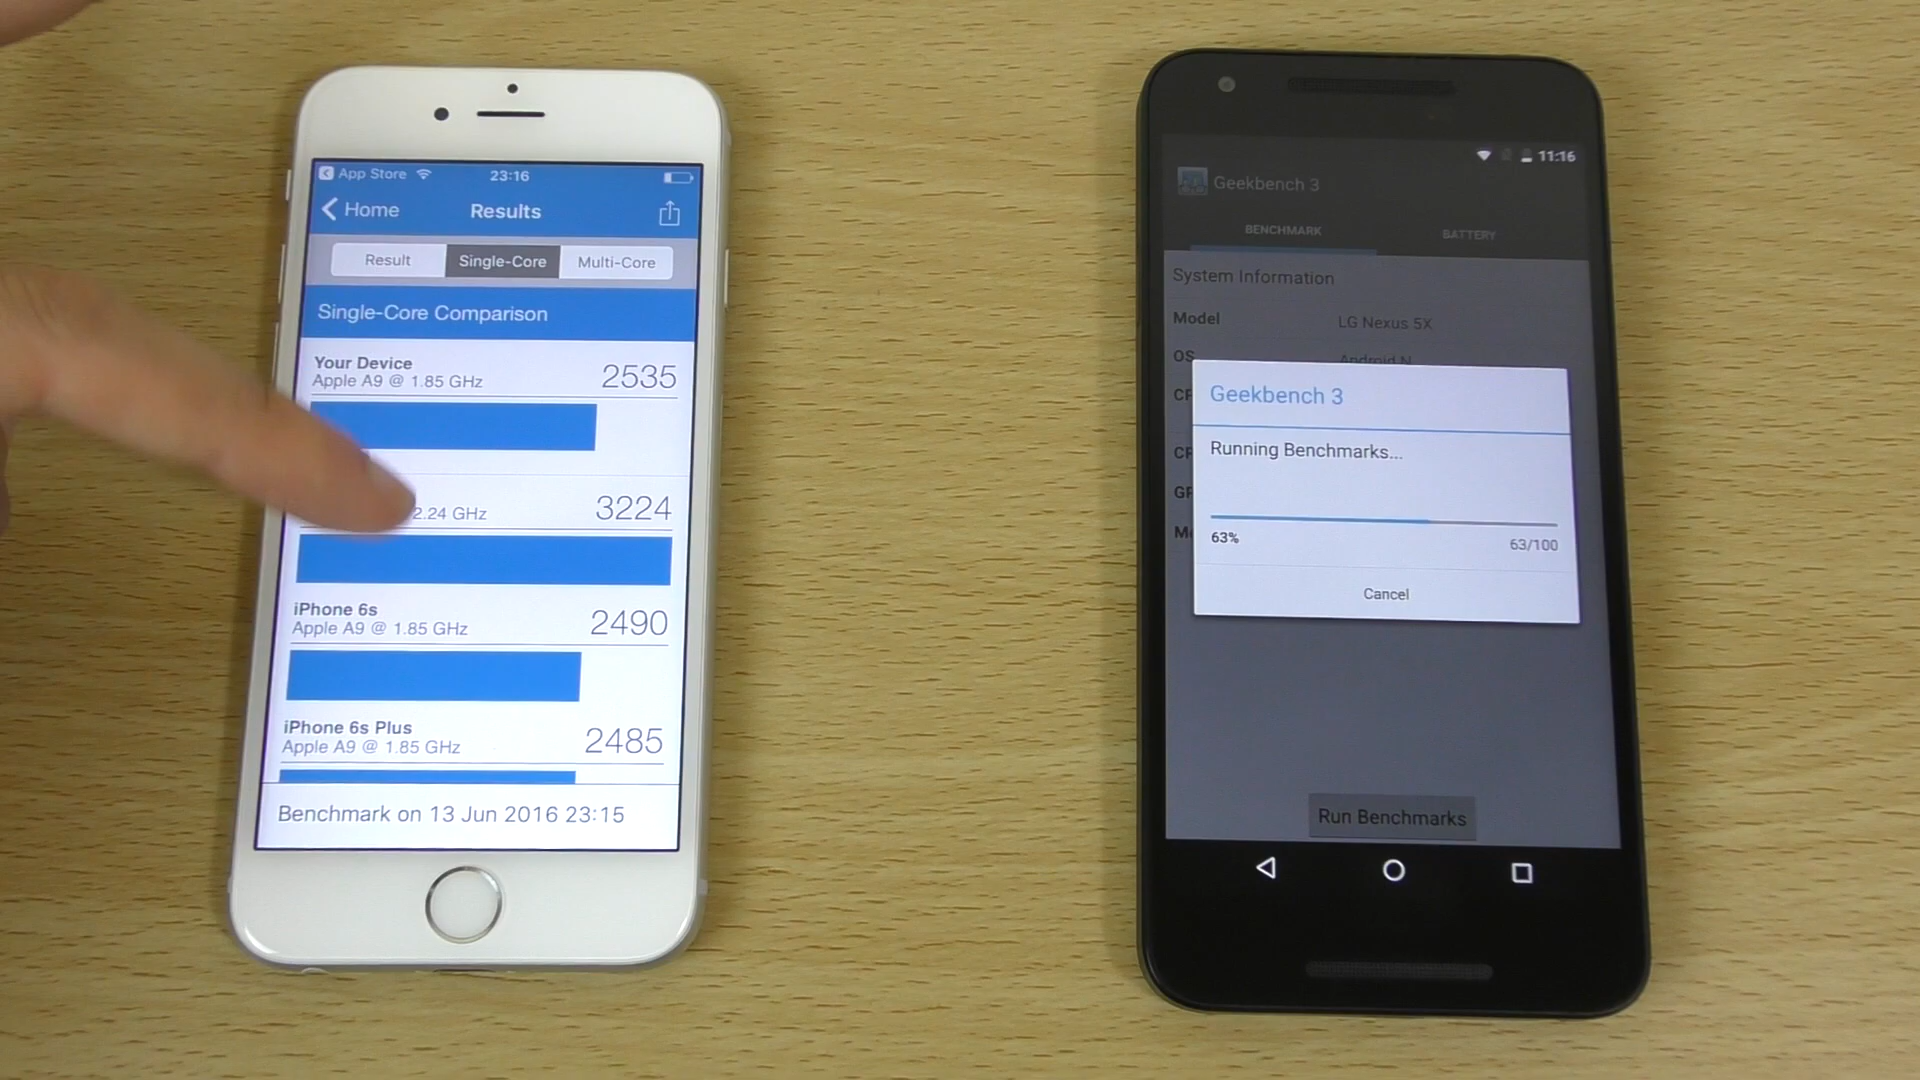 App Store
23:16
Home
Results
Result
Single-Core
Multi-Core
Single-Core Comparison
Your Device
Apple A9 @ 1.85 GHz
2535
2.24 GHz
3224
iPhone 6s
Apple A9 @ 1.85 GHz
2490
iPhone 6s Plus
Apple A9 @ 1.85 GHz
2485
Benchmark on 13 Jun 2016 23:15
11:16
Geekbench 3
BENCHMARK
BATTERY
System Information
Model
LG Nexus 5X
OS
Android N
Geekbench 3
Running Benchmarks...
63%
63/100
Cancel
Run Benchmarks